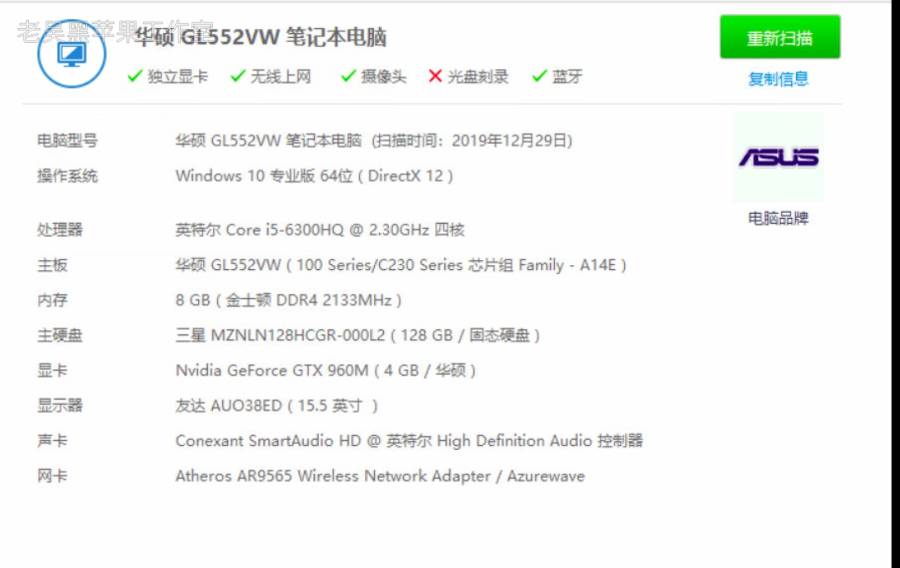 老吴黑苹果工作室
华硕 GL552VW 笔记本电脑
重新扫描
独立显卡 无线上网 摄像头 光盘刻录 蓝牙
复制信息
电脑型号 华硕 GL552VW 笔记本电脑 (扫描时间：2019年12月29日)
ASUS
操作系统 Windows 10 专业版 64位 ( DirectX 12 )
电脑品牌
处理器 英特尔 Core i5-6300HQ @ 2.30GHz 四核
主板 华硕 GL552VW ( 100 Series/C230 Series 芯片组 Family - A14E )
内存 8 GB ( 金士顿 DDR4 2133MHz )
主硬盘 三星 MZNLN128HCGR-000L2 ( 128 GB / 固态硬盘 )
显卡 Nvidia GeForce GTX 960M ( 4 GB / 华硕 )
显示器 友达 AUO38ED ( 15.5 英寸 )
声卡 Conexant SmartAudio HD @ 英特尔 High Definition Audio 控制器
网卡 Atheros AR9565 Wireless Network Adapter / Azurewave